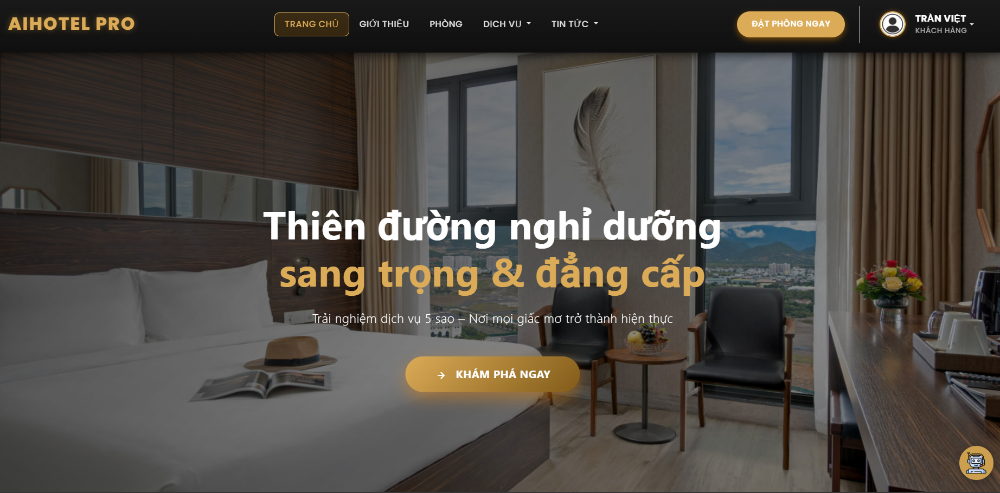 AIHOTEL PRO
TRANG CHỦ
GIỚI THIỆU
PHÒNG
DỊCH VỤ
TIN TỨC
ĐẶT PHÒNG NGAY
TRẦN VIỆT
KHÁCH HÀNG
Thiên đường nghỉ dưỡng
sang trọng & đẳng cấp
Trải nghiệm dịch vụ 5 sao – Nơi mọi giấc mơ trở thành hiện thực
→ KHÁM PHÁ NGAY